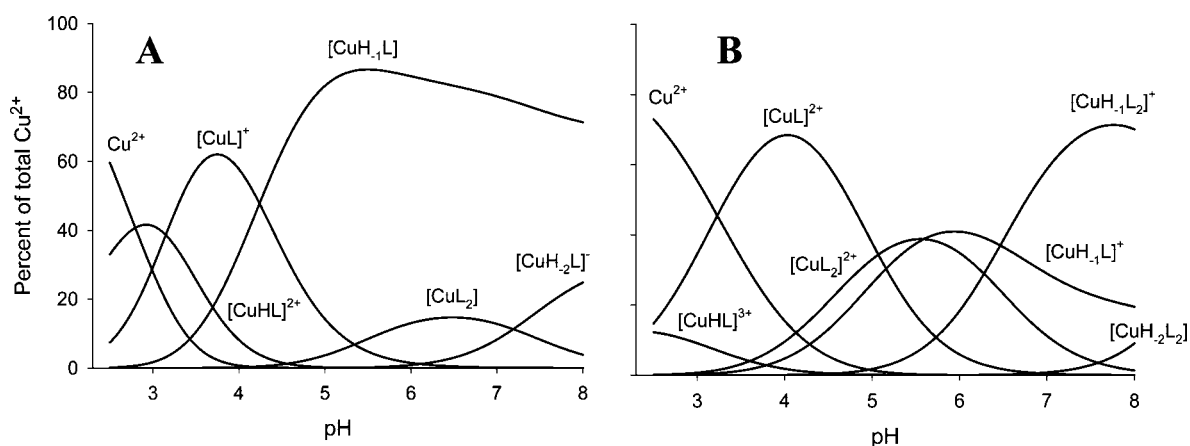 A
100
80
60
40
20
0
Percent of total Cu2+
Cu2+
[CuHL]2+
[CuL]+
[CuH-1L]
[CuL2]
[CuH-2L]-
3 4 5 6 7 8
pH
B
Cu2+
[CuHL]3+
[CuL]2+
[CuL2]2+
[CuH-1L]+
[CuH-1L2]+
[CuH-2L2]
3 4 5 6 7 8
pH